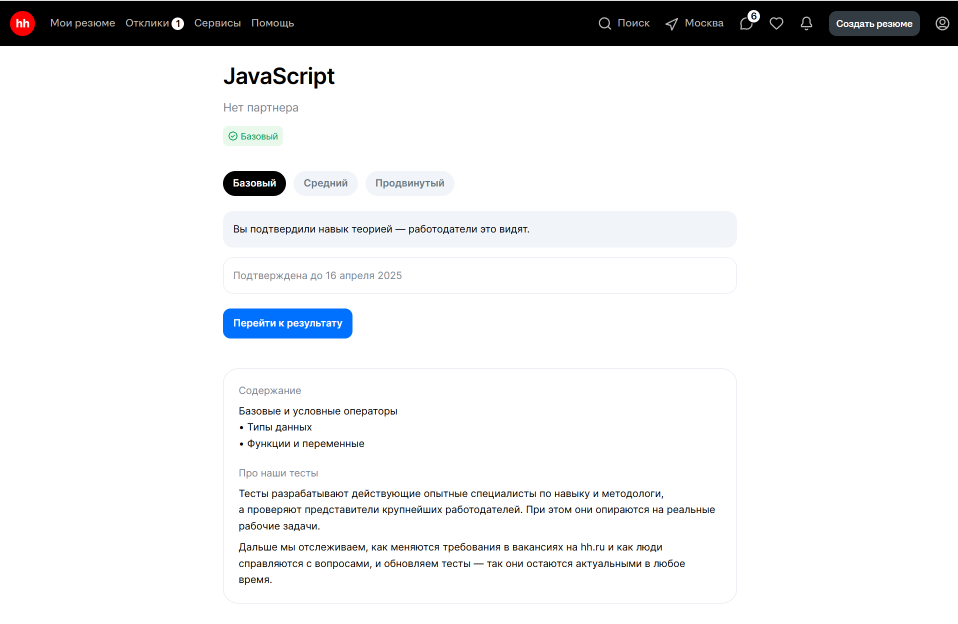 hh Мои резюме Отклики 1 Сервисы Помощь Поиск Москва 6 Создать резюме
JavaScript
Нет партнера
Базовый
Базовый Средний Продвинутый
Вы подтвердили навык теорией — работодатели это видят.
Подтверждена до 16 апреля 2025
Перейти к результату
Содержание
Базовые и условные операторы
• Типы данных
• Функции и переменные
Про наши тесты
Тесты разрабатывают действующие опытные специалисты по навыку и методологи,
а проверяют представители крупнейших работодателей. При этом они опираются на реальные
рабочие задачи.
Дальше мы отслеживаем, как меняются требования в вакансиях на hh.ru и как люди
справляются с вопросами, и обновляем тесты — так они остаются актуальными в любое
время.